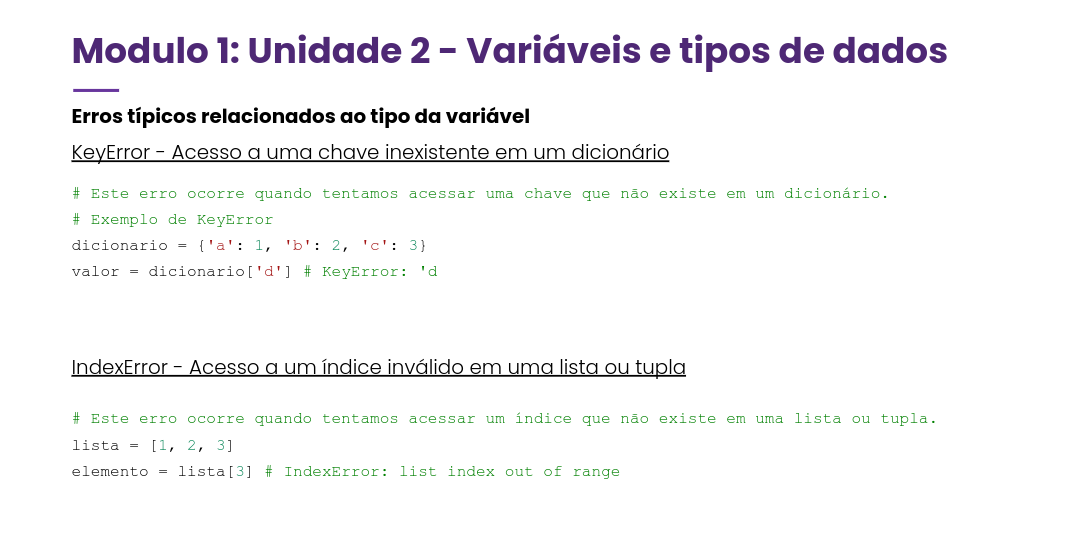 Modulo 1: Unidade 2 - Variáveis e tipos de dados
Erros típicos relacionados ao tipo da variável
KeyError - Acesso a uma chave inexistente em um dicionário
# Este erro ocorre quando tentamos acessar uma chave que não existe em um dicionário.
# Exemplo de KeyError
dicionario = {'a': 1, 'b': 2, 'c': 3}
valor = dicionario['d'] # KeyError: 'd
IndexError - Acesso a um índice inválido em uma lista ou tupla
# Este erro ocorre quando tentamos acessar um índice que não existe em uma lista ou tupla.
lista = [1, 2, 3]
elemento = lista[3] # IndexError: list index out of range